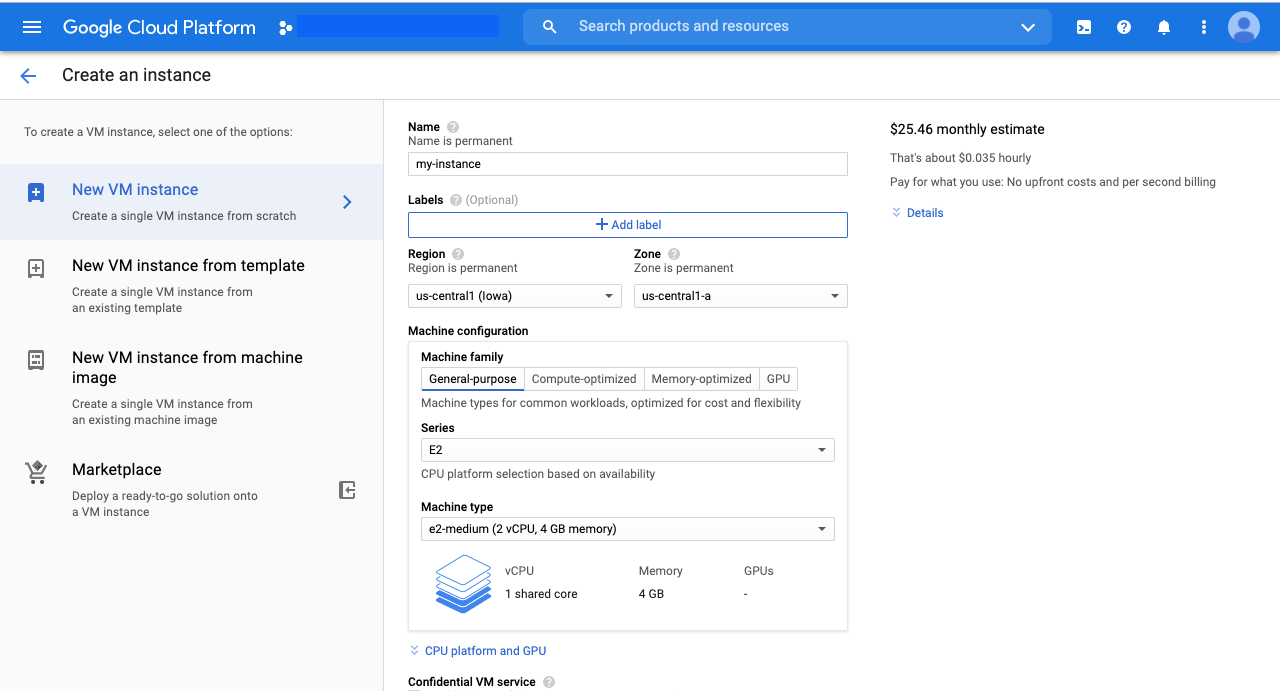 Google Cloud Platform
Search products and resources
Create an instance
To create a VM instance, select one of the options:
New VM instance
Create a single VM instance from scratch
New VM instance from template
Create a single VM instance from
an existing template
New VM instance from machine
image
Create a single VM instance from
an existing machine image
Marketplace
Deploy a ready-to-go solution onto
a VM instance
Name
Name is permanent
my-instance
Labels (Optional)
Add label
Region
Region is permanent
us-central1 (Iowa)
Zone
Zone is permanent
us-central1-a
Machine configuration
Machine family
General-purpose Compute-optimized Memory-optimized GPU
Machine types for common workloads, optimized for cost and flexibility
Series
E2
CPU platform selection based on availability
Machine type
e2-medium (2 vCPU, 4 GB memory)
vCPU Memory GPUs
1 shared core 4 GB -
CPU platform and GPU
Confidential VM service
$25.46 monthly estimate
That's about $0.035 hourly
Pay for what you use: No upfront costs and per second billing
Details